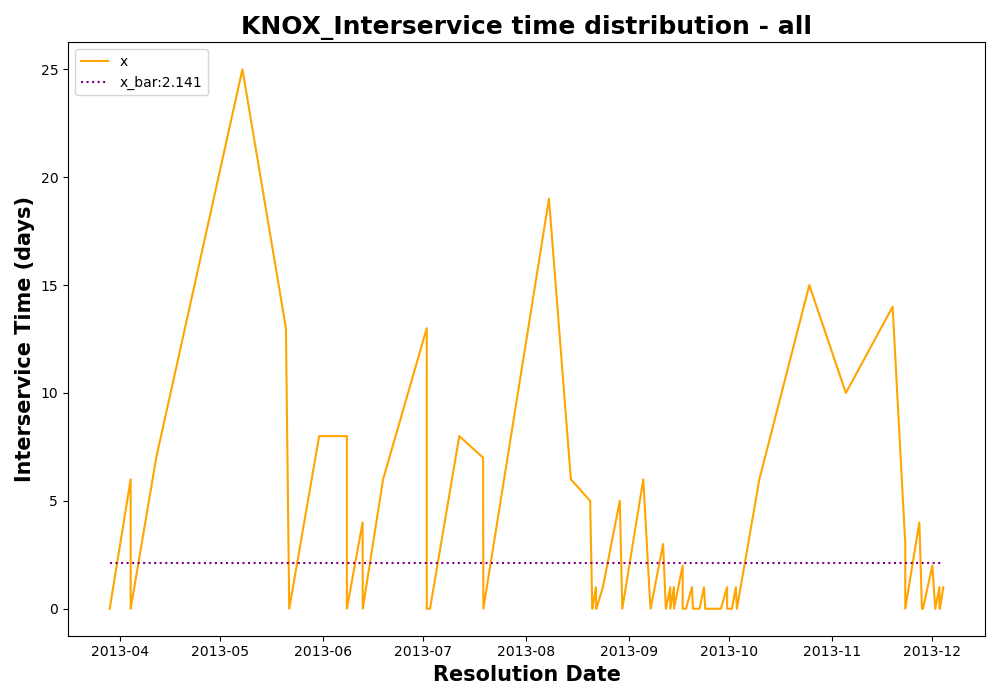 KNOX_Interservice time distribution - all
x
x_bar:2.141
Interservice Time (days)
25
20
15
10
5
0
2013-04 2013-05 2013-06 2013-07 2013-08 2013-09 2013-10 2013-11 2013-12
Resolution Date